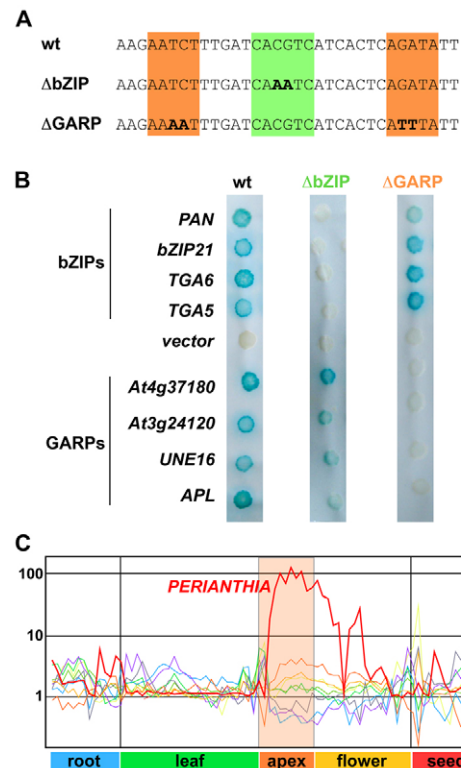 A
wt AAGAATCTTTGATCACGTCATCACTCAGATATT
ΔbZIP AAGAATCTTTGATCAAATCATCACTCAGATATT
ΔGARP AAGAAAATTTGATCACGTCATCACTCATTTATT
B
wt ΔbZIP ΔGARP
bZIPs
PAN
bZIP21
TGA6
TGA5
vector
GARPs
At4g37180
At3g24120
UNE16
APL
C
100
PERIANTHIA
10
1
root leaf apex flower seed